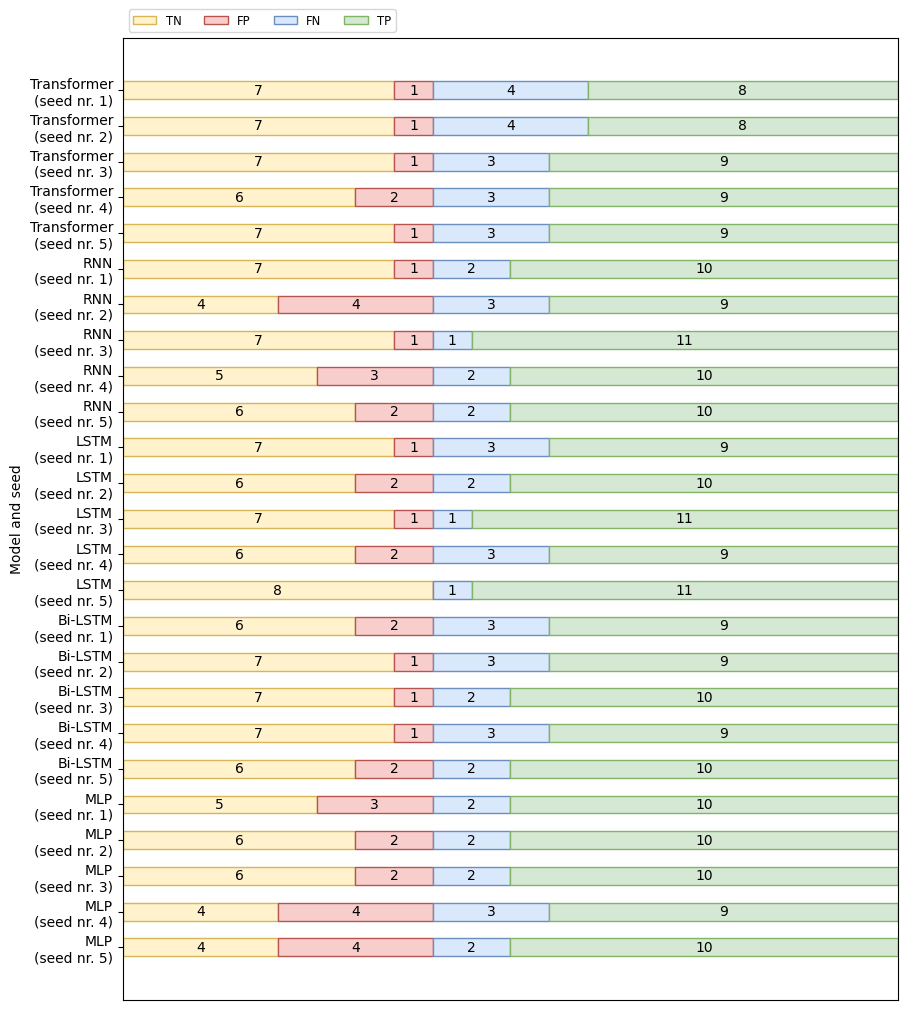 TN FP FN TP
Transformer
(seed nr. 1)
7 1 4 8
Transformer
(seed nr. 2)
7 1 4 8
Transformer
(seed nr. 3)
7 1 3 9
Transformer
(seed nr. 4)
6 2 3 9
Transformer
(seed nr. 5)
7 1 3 9
RNN
(seed nr. 1)
7 1 2 10
RNN
(seed nr. 2)
4 4 3 9
RNN
(seed nr. 3)
7 1 1 11
RNN
(seed nr. 4)
5 3 2 10
RNN
(seed nr. 5)
6 2 2 10
LSTM
(seed nr. 1)
7 1 3 9
LSTM
(seed nr. 2)
6 2 2 10
LSTM
(seed nr. 3)
7 1 1 11
LSTM
(seed nr. 4)
6 2 3 9
LSTM
(seed nr. 5)
8 1 11
Bi-LSTM
(seed nr. 1)
6 2 3 9
Bi-LSTM
(seed nr. 2)
7 1 3 9
Bi-LSTM
(seed nr. 3)
7 1 2 10
Bi-LSTM
(seed nr. 4)
7 1 3 9
Bi-LSTM
(seed nr. 5)
6 2 2 10
MLP
(seed nr. 1)
5 3 2 10
MLP
(seed nr. 2)
6 2 2 10
MLP
(seed nr. 3)
6 2 2 10
MLP
(seed nr. 4)
4 4 3 9
MLP
(seed nr. 5)
4 4 2 10
Model and seed